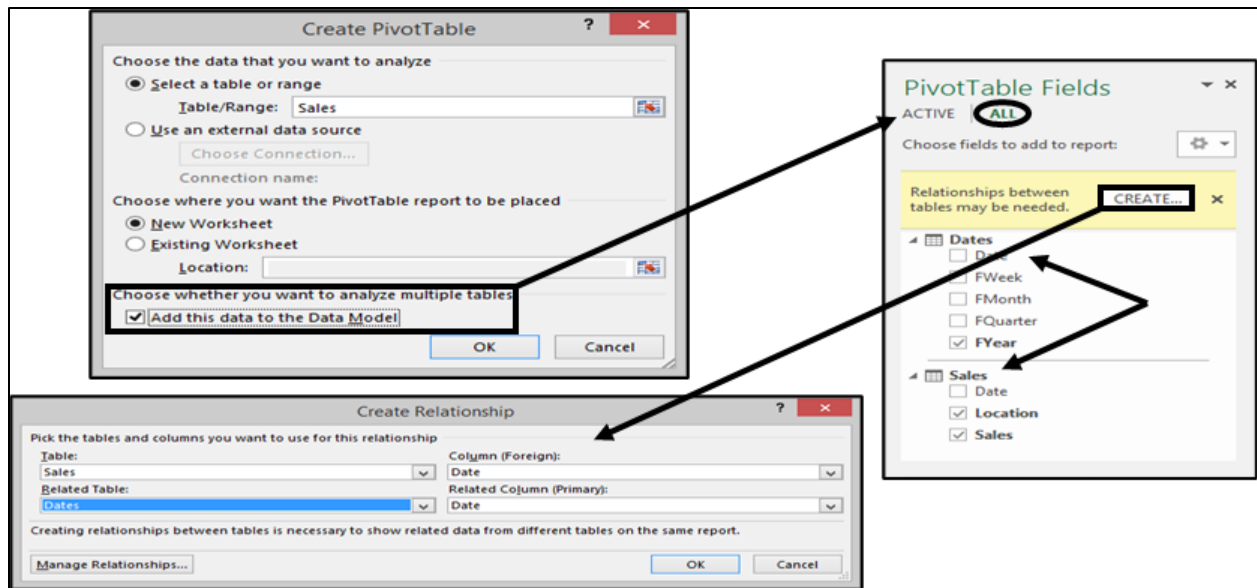 Create PivotTable
?
Choose the data that you want to analyze
Select a table or range
Table/Range: Sales
Use an external data source
Choose Connection...
Connection name:
Choose where you want the PivotTable report to be placed
New Worksheet
Existing Worksheet
Location:
Choose whether you want to analyze multiple tables
Add this data to the Data Model
OK Cancel
PivotTable Fields
ACTIVE ALL
Choose fields to add to report:
Relationships between
tables may be needed.
CREATE...
Dates
Date
FWeek
FMonth
FQuarter
FYear
Sales
Date
Location
Sales
Create Relationship
?
Pick the tables and columns you want to use for this relationship
Table: Column (Foreign):
Sales Date
Related Table: Related Column (Primary):
Dates Date
Creating relationships between tables is necessary to show related data from different tables on the same report.
Manage Relationships... OK Cancel